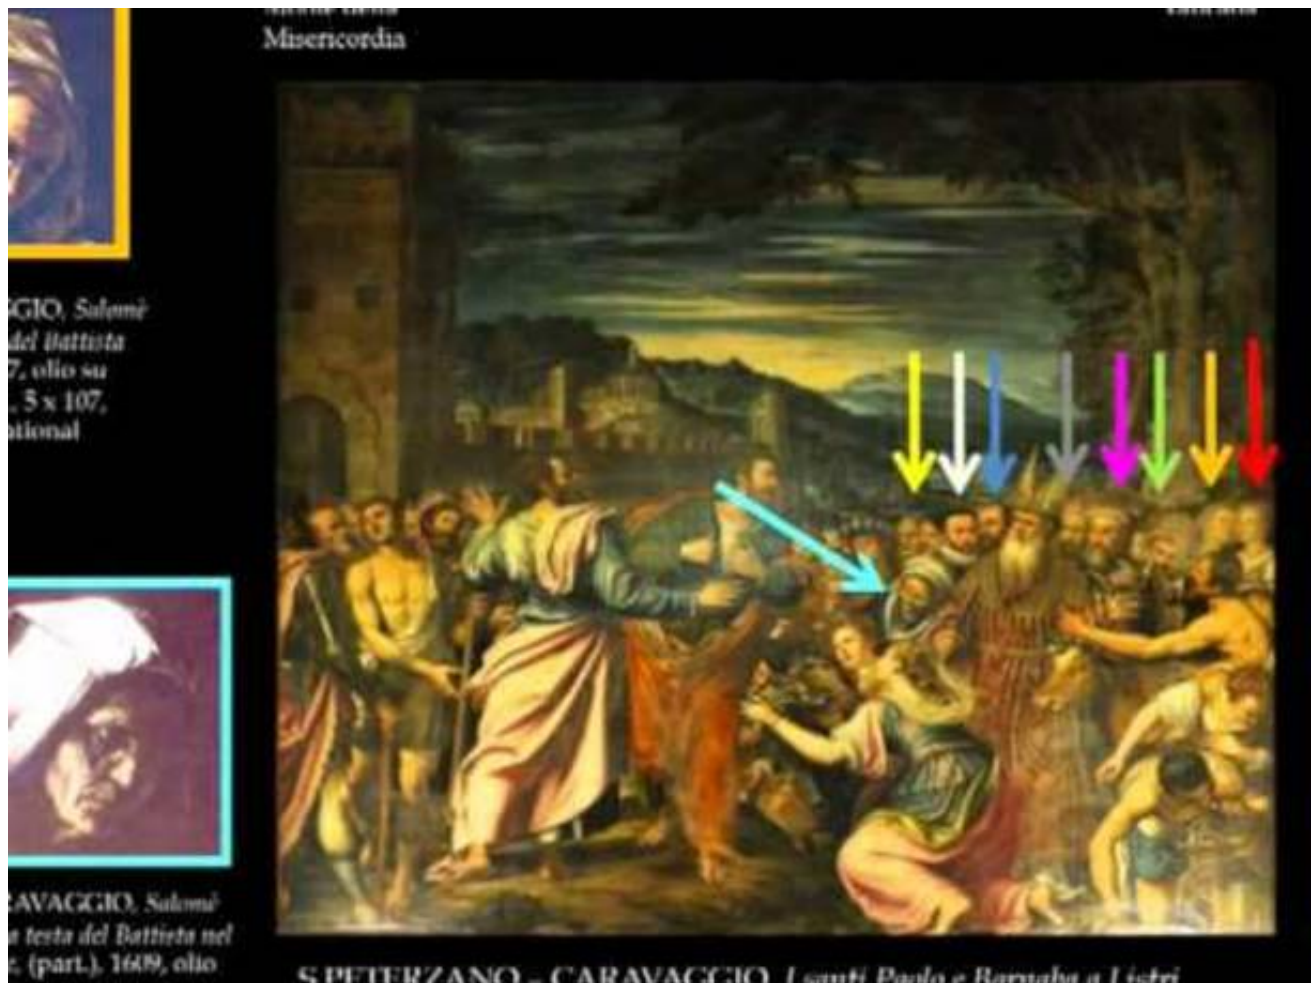 Misericordia
GGIO, Salomè
del Battista
7, olio su
, 5 x 107,
ational
RAVAGGIO, Salomè
a testa del Battista nel
(part.), 1609, olio
S.PETERZANO – CARAVAGGIO, I santi Paolo e Barnaba a Listri